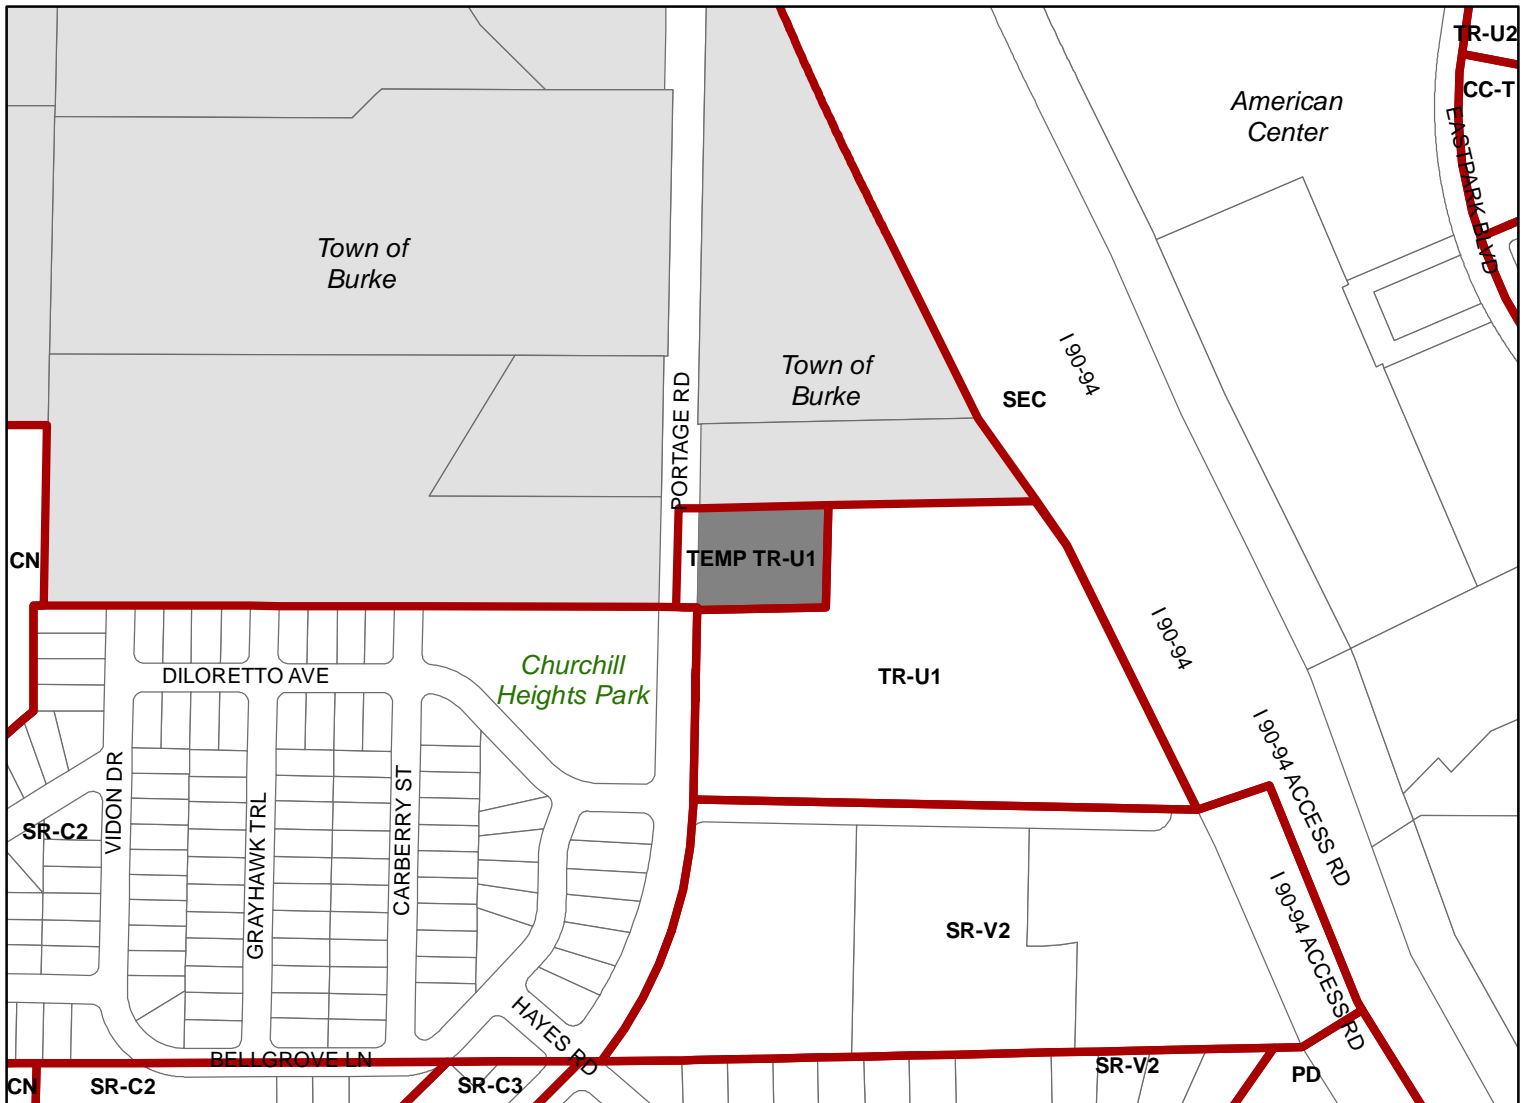 TR-U2
CC-T
American
Center
EASTPARK BLVD
Town of
Burke
I 90-94
Town of
Burke
PORTAGE RD
SEC
CN
TEMP TR-U1
I 90-94
Churchill
Heights Park
DILORETTO AVE
TR-U1
I 90-94 ACCESS RD
VIDON DR
SR-C2
GRAYHAWK TRL
CARBERRY ST
I 90-94 ACCESS RD
SR-V2
HAYES RD
BELLGROVE LN
CN
SR-C2
SR-C3
SR-V2
PD